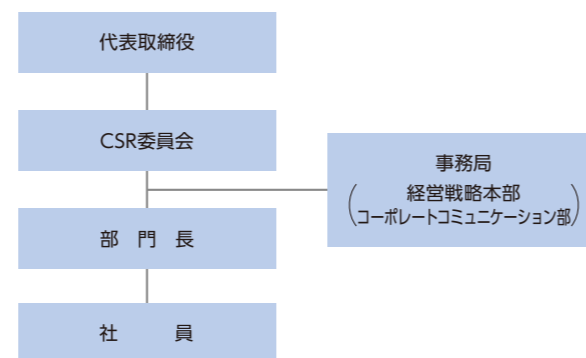 代表取締役
CSR委員会
事務局
(経営戦略本部
コーポレートコミュニケーション部)
部　門　長
社　　員